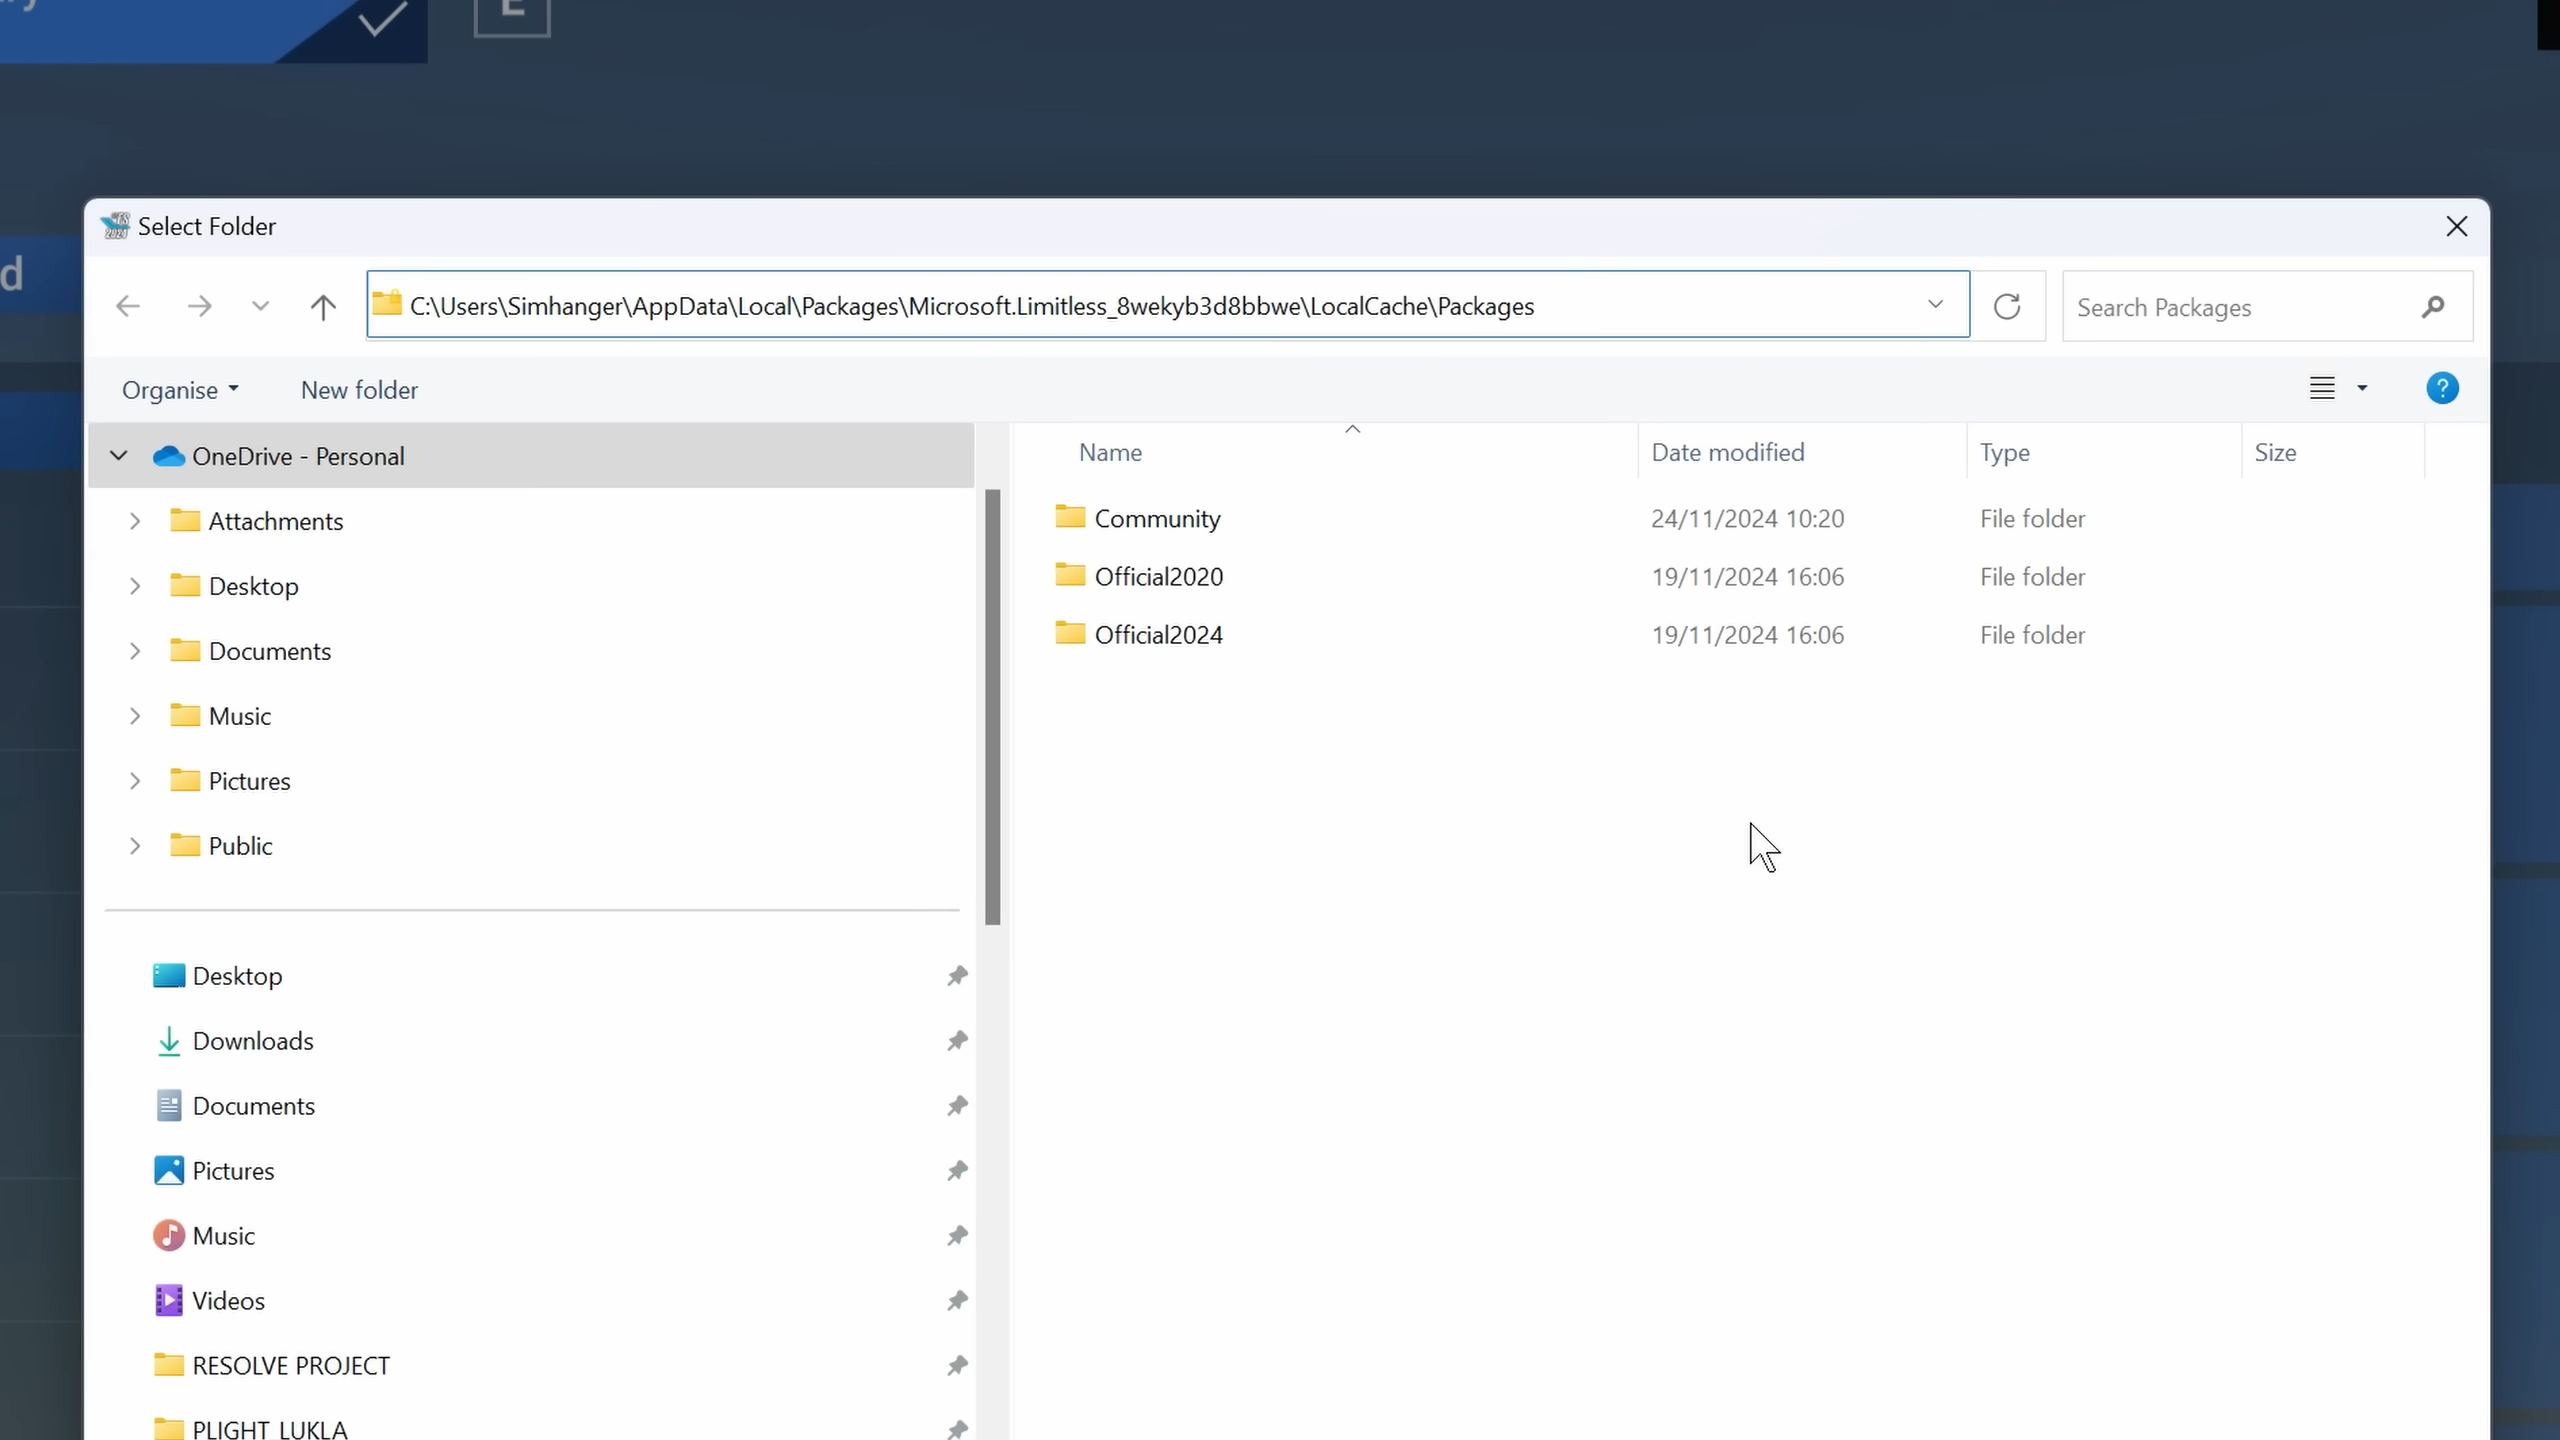 E
d
Select Folder
C:\Users\Simhanger\AppData\Local\Packages\Microsoft.Limitless_8wekyb3d8bbwe\LocalCache\Packages
Search Packages
Organise
New folder
?
OneDrive - Personal
Attachments
Desktop
Documents
Music
Pictures
Public
Desktop
Downloads
Documents
Pictures
Music
Videos
RESOLVE PROJECT
PLIGHT LUKLA
Name Date modified Type Size
Community 24/11/2024 10:20 File folder
Official2020 19/11/2024 16:06 File folder
Official2024 19/11/2024 16:06 File folder